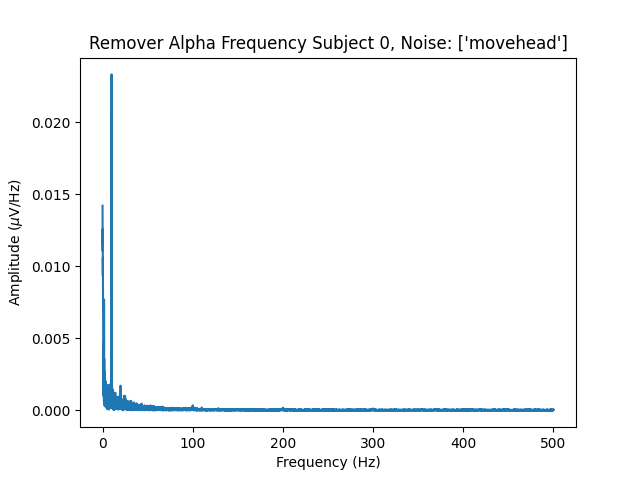 Remover Alpha Frequency Subject 0, Noise: ['movehead']
0.020
0.015
0.010
0.005
0.000
Amplitude (μV/Hz)
0 100 200 300 400 500
Frequency (Hz)